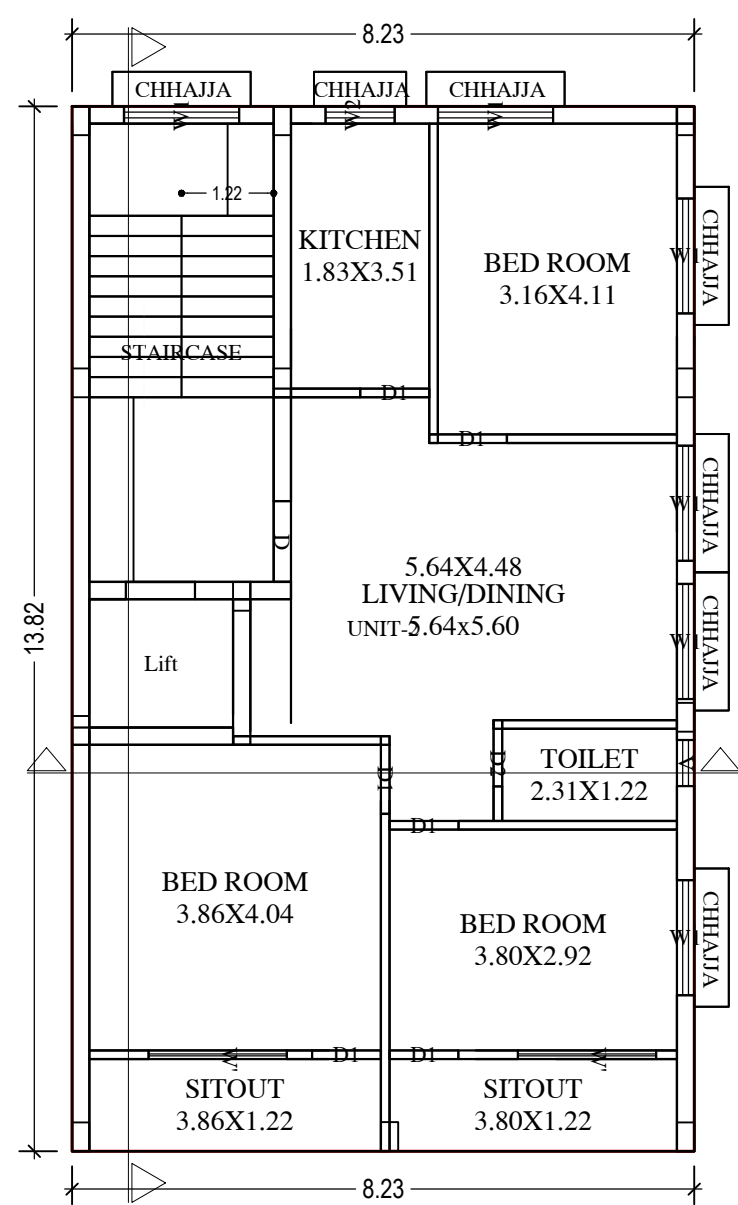 8.23
CHHAJJA
CHHAJJA
CHHAJJA
W1
W2
W1
1.22
KITCHEN
1.83X3.51
BED ROOM
3.16X4.11
W1
CHHAJJA
STAIRCASE
D1
D1
W1
CHHAJJA
D
5.64X4.48
LIVING/DINING
UNIT-2
5.64x5.60
W1
CHHAJJA
13.82
Lift
TOILET
2.31X1.22
D1
D2
V
D1
BED ROOM
3.86X4.04
BED ROOM
3.80X2.92
W1
CHHAJJA
D1
D1
SITOUT
3.86X1.22
SITOUT
3.80X1.22
8.23